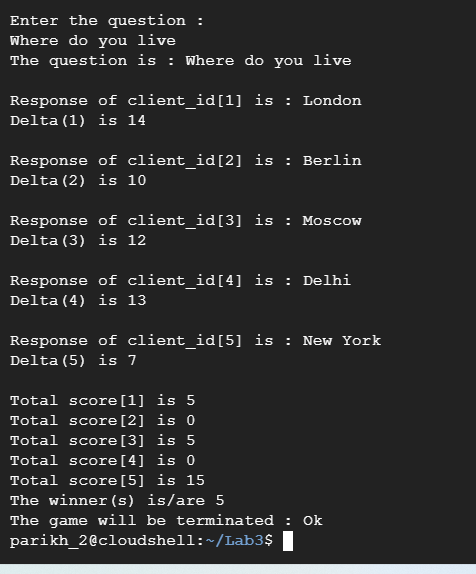 Enter the question :
Where do you live
The question is : Where do you live
Response of client_id[1] is : London
Delta(1) is 14
Response of client_id[2] is : Berlin
Delta(2) is 10
Response of client_id[3] is : Moscow
Delta(3) is 12
Response of client_id[4] is : Delhi
Delta(4) is 13
Response of client_id[5] is : New York
Delta(5) is 7
Total score[1] is 5
Total score[2] is 0
Total score[3] is 5
Total score[4] is 0
Total score[5] is 15
The winner(s) is/are 5
The game will be terminated : Ok
parikh_2@cloudshell:~/Lab3$